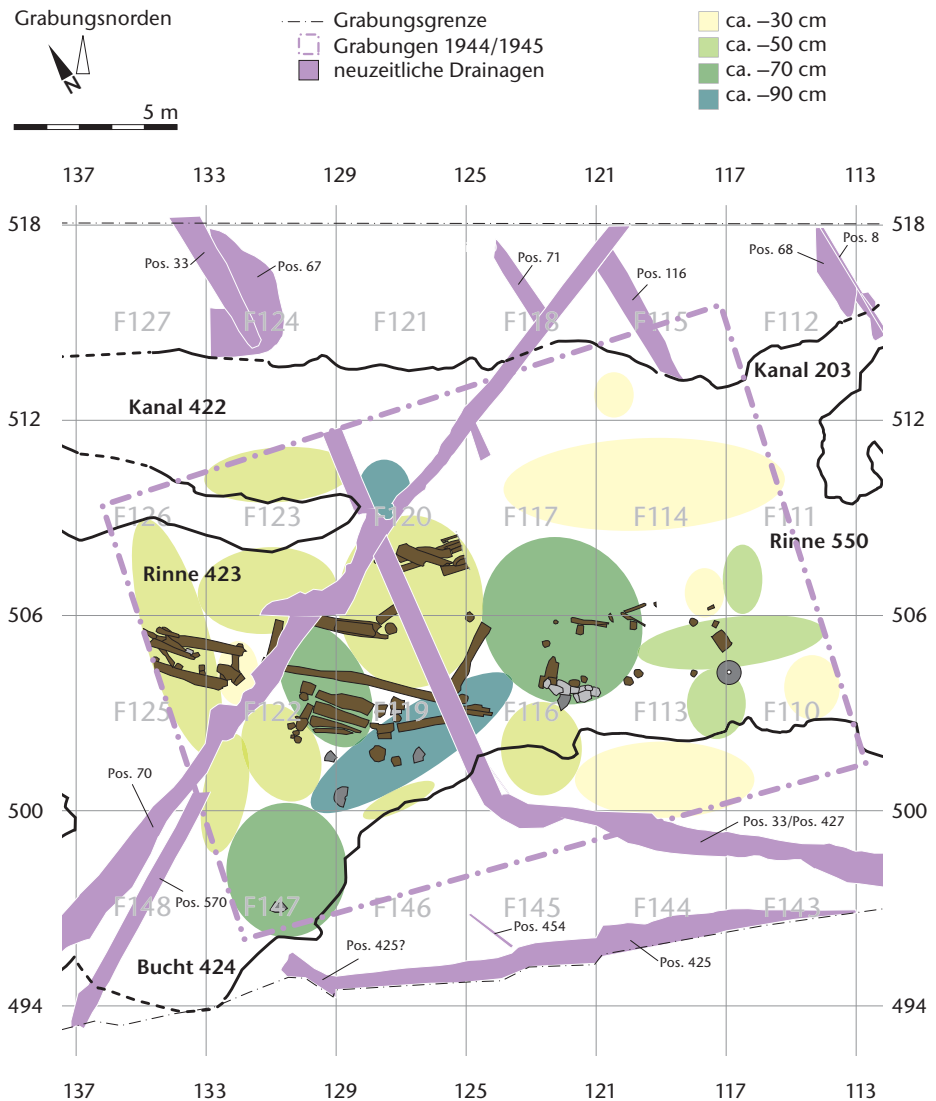 Grabungsnorden
N
5 m
Grabungsgrenze
Grabungen 1944/1945
neuzeitliche Drainagen
ca. –30 cm
ca. –50 cm
ca. –70 cm
ca. –90 cm
137 133 129 125 121 117 113
518 518
Pos. 33 Pos. 67 Pos. 71 Pos. 116 Pos. 68 Pos. 8
F127 F124 F121 F118 F115 F112
Kanal 203
Kanal 422
512 512
F126 F123 F120 F117 F114 F111
Rinne 550
Rinne 423
506 506
F125 F122 F119 F116 F113 F110
Pos. 70
500 500
Pos. 33/Pos. 427
F148 Pos. 570 F147 F146 F145 F144 F143
Pos. 454
Pos. 425?
Pos. 425
Bucht 424
494 494
137 133 129 125 121 117 113